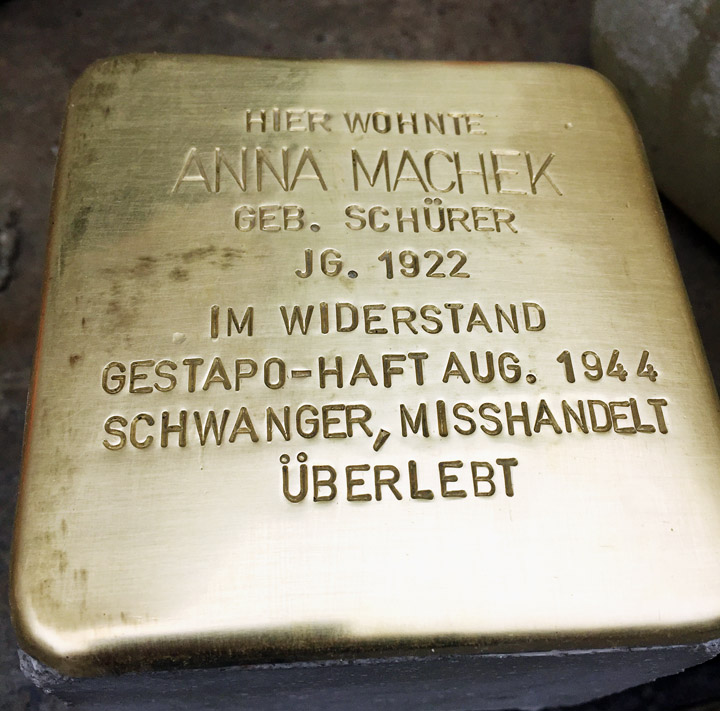 HIER WOHNTE
ANNA MACHEK
GEB. SCHÜRER
JG. 1922
IM WIDERSTAND
GESTAPO-HAFT AUG. 1944
SCHWANGER, MISSHANDELT
ÜBERLEBT